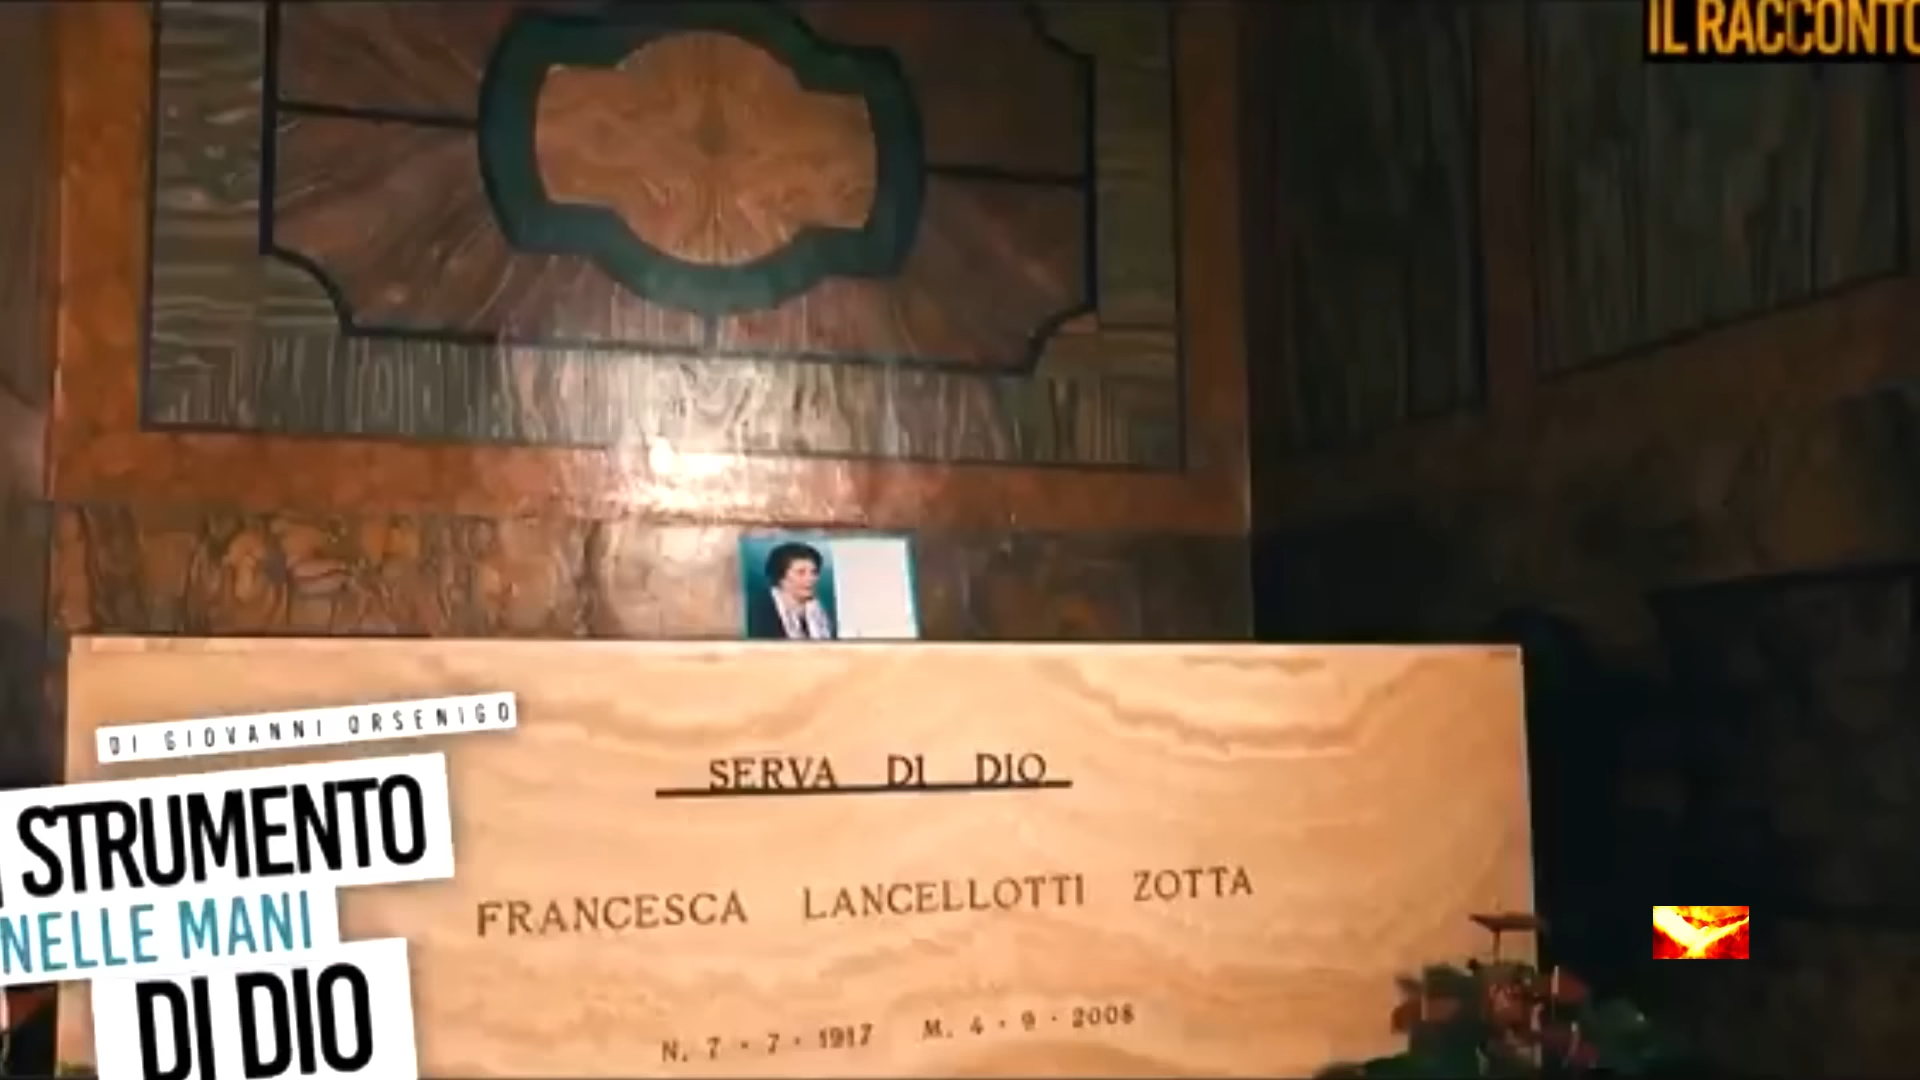 IL RACCONTO
DI GIOVANNI ORSENIGO
STRUMENTO
NELLE MANI
DI DIO
SERVA DI DIO
FRANCESCA LANCELLOTTI ZOTTA
N. 7 · 7 · 1917 M. 4 · 9 · 2008